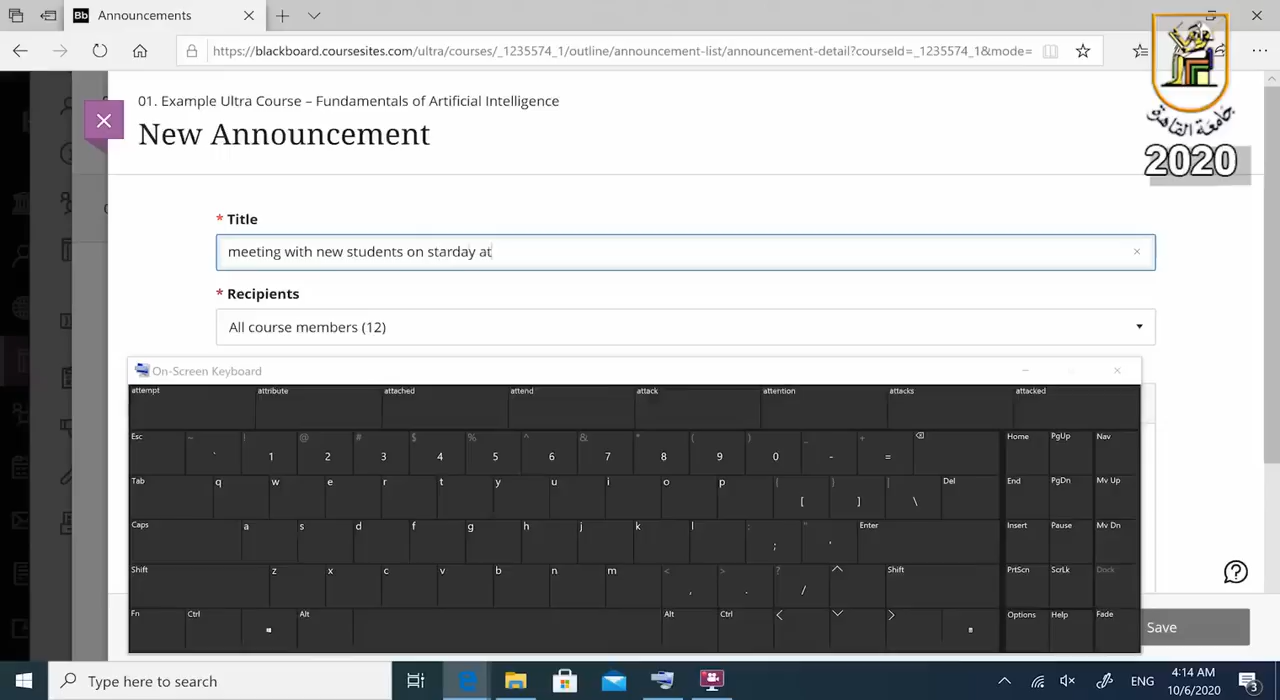 Announcements
https://blackboard.coursesites.com/ultra/courses/_1235574_1/outline/announcement-list/announcement-detail?courseId=_1235574_1&mode=
01. Example Ultra Course – Fundamentals of Artificial Intelligence
New Announcement
جامعة القاهرة
2020
* Title
meeting with new students on starday at
* Recipients
All course members (12)
On-Screen Keyboard
attempt attribute attached attend attack attention attacks attacked
Esc ~ ` ! 1 @ 2 # 3 $ 4 % 5 ^ 6 & 7 * 8 ( 9 ) 0 _ - + = Home PgUp Nav
Tab q w e r t y u i o p { [ } ] | \ Del End PgDn Mv Up
Caps a s d f g h j k l : ; " ' Enter Insert Pause Mv Dn
Shift z x c v b n m < , > . ? / Shift PrtScn ScrLk Dock
Fn Ctrl Alt Alt Ctrl Options Help Fade
Save
Type here to search
ENG
4:14 AM
10/6/2020
3